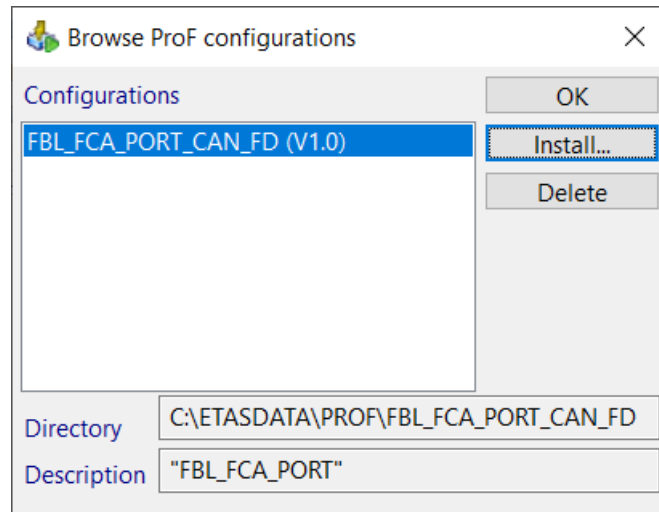 Browse ProF configurations
Configurations
OK
FBL_FCA_PORT_CAN_FD (V1.0)
Install...
Delete
Directory
C:\ETASDATA\PROF\FBL_FCA_PORT_CAN_FD
Description
"FBL_FCA_PORT"